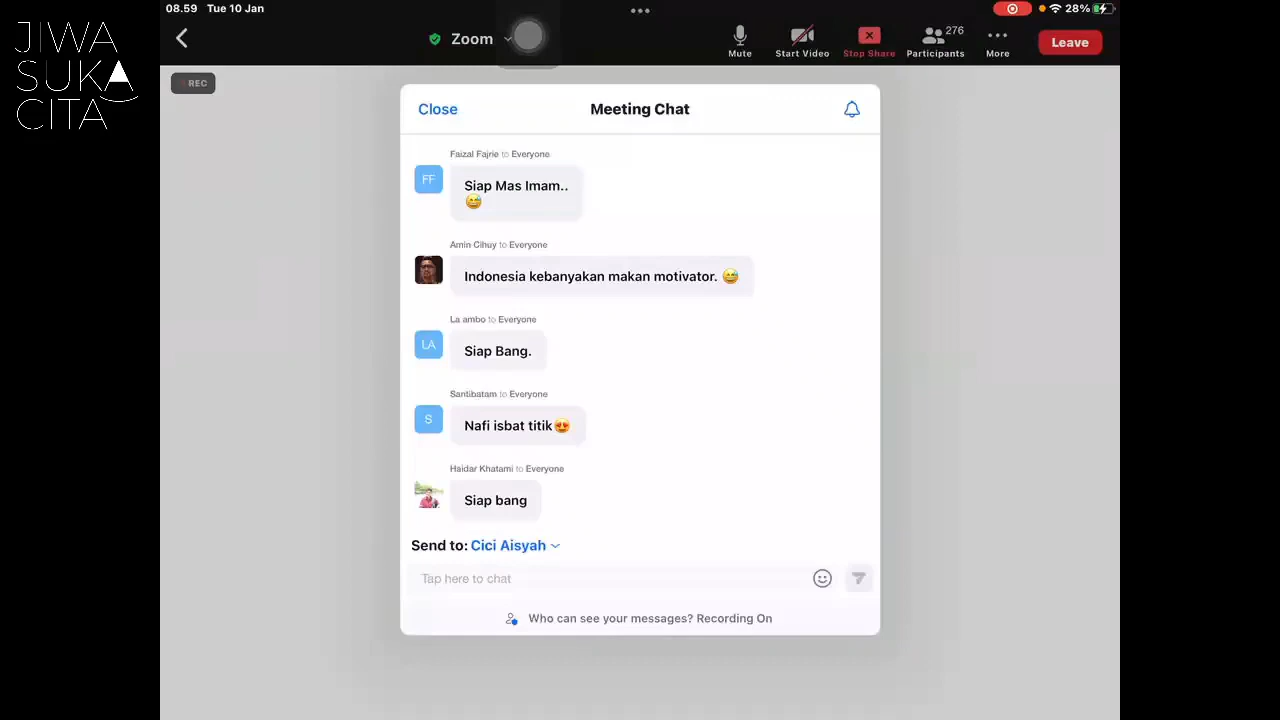 JIWA
SUKA
CITA
08.59 Tue 10 Jan
28%
Zoom
Mute
Start Video
Stop Share
276
Participants
More
Leave
REC
Close
Meeting Chat
Faizal Fajrie to Everyone
FF
Siap Mas Imam..
😅
Amin Cihuy to Everyone
Indonesia kebanyakan makan motivator. 😅
La ambo to Everyone
LA
Siap Bang.
Santibatam to Everyone
S
Nafi isbat titik😍
Haidar Khatami to Everyone
Siap bang
Send to: Cici Aisyah
Tap here to chat
Who can see your messages? Recording On